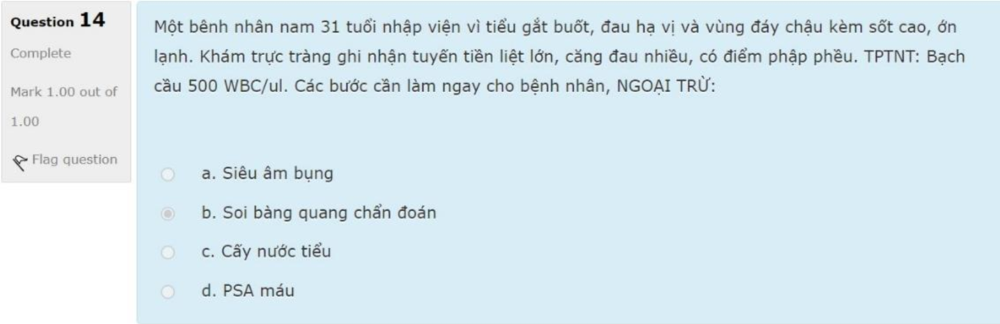 Question 14
Complete
Mark 1.00 out of
1.00
Flag question
Một bênh nhân nam 31 tuổi nhập viện vì tiểu gắt buốt, đau hạ vị và vùng đáy chậu kèm sốt cao, ớn
lạnh. Khám trực tràng ghi nhận tuyến tiền liệt lớn, căng đau nhiều, có điểm phập phều. TPTNT: Bạch
cầu 500 WBC/ul. Các bước cần làm ngay cho bệnh nhân, NGOẠI TRỪ:
a. Siêu âm bụng
b. Soi bàng quang chẩn đoán
c. Cấy nước tiểu
d. PSA máu